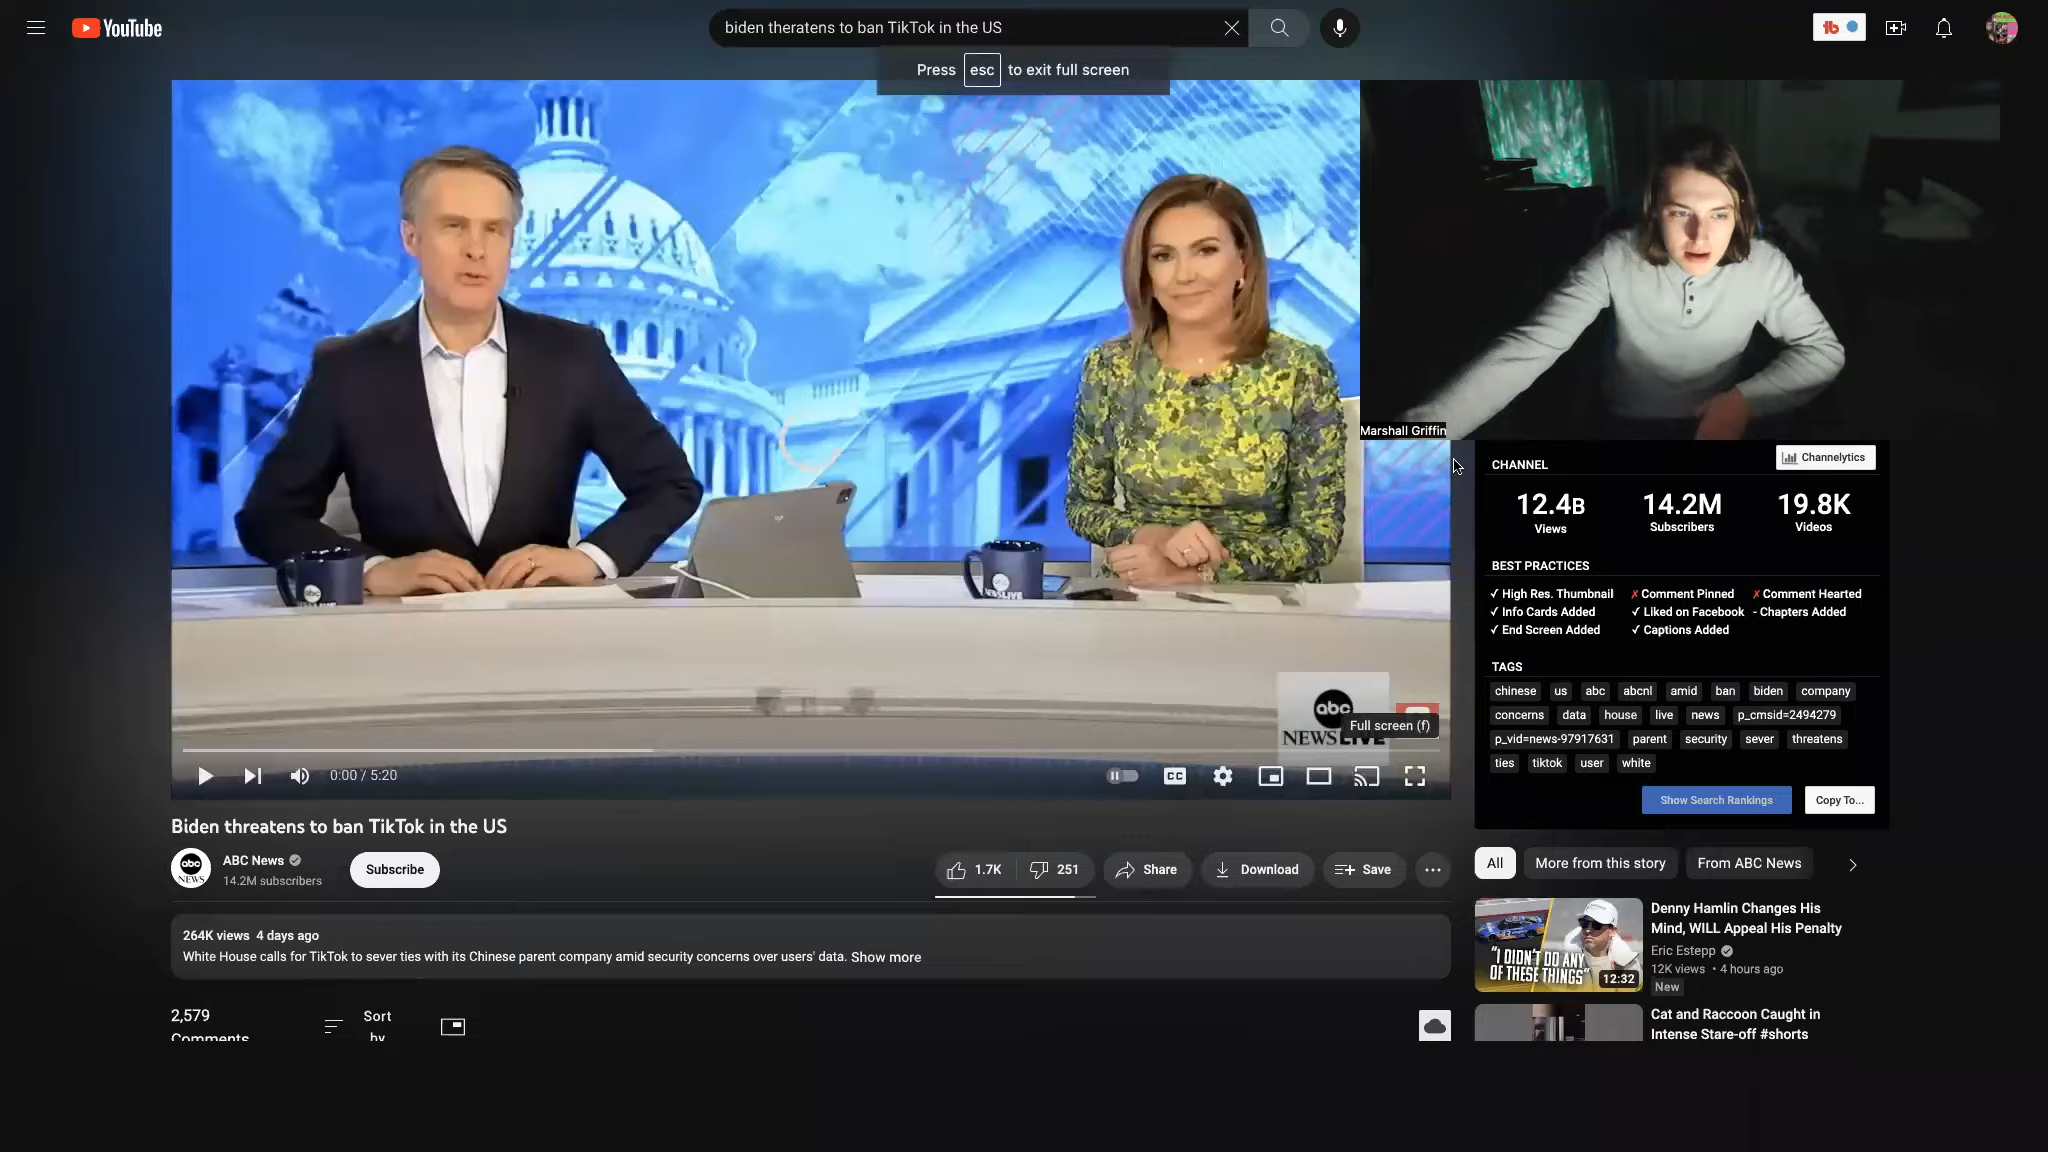 YouTube
biden theratens to ban TikTok in the US
Press esc to exit full screen
Marshall Griffin
abc
abc
NEWSLIVE
abc
NEWS LIVE
Full screen (f)
0:00 / 5:20
CC
Biden threatens to ban TikTok in the US
abc
NEWS
ABC News
14.2M subscribers
Subscribe
1.7K
251
Share
Download
Save
264K views 4 days ago
White House calls for TikTok to sever ties with its Chinese parent company amid security concerns over users' data. Show more
2,579
Comments
Sort
by
tb
CHANNEL
Channelytics
12.4B 14.2M 19.8K
Views Subscribers Videos
BEST PRACTICES
✓ High Res. Thumbnail ✗ Comment Pinned ✗ Comment Hearted
✓ Info Cards Added ✓ Liked on Facebook - Chapters Added
✓ End Screen Added ✓ Captions Added
TAGS
chinese us abc abcnl amid ban biden company
concerns data house live news p_cmsid=2494279
p_vid=news-97917631 parent security sever threatens
ties tiktok user white
Show Search Rankings
Copy To...
All
More from this story
From ABC News
"I DIDN'T DO ANY
OF THESE THINGS"
12:32
Denny Hamlin Changes His
Mind, WILL Appeal His Penalty
Eric Estepp
12K views • 4 hours ago
New
Cat and Raccoon Caught in
Intense Stare-off #shorts